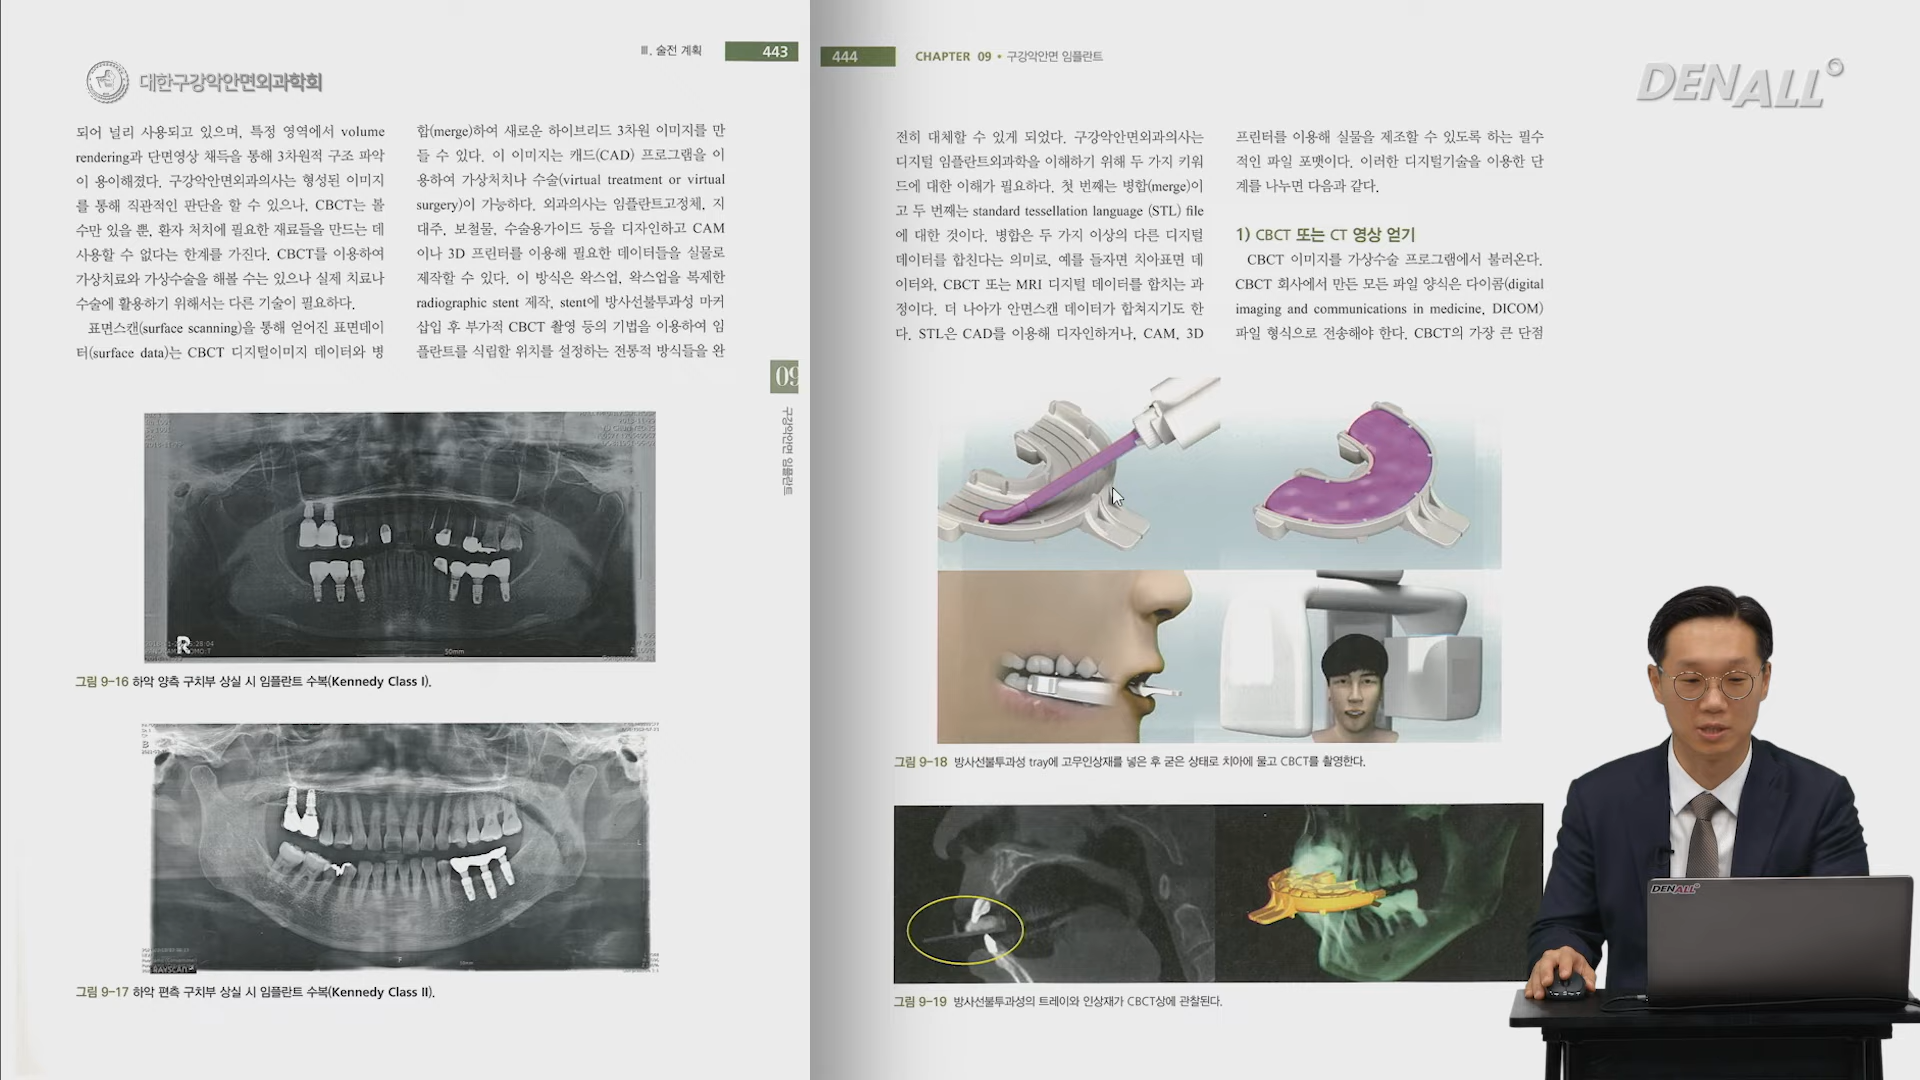 Ⅲ. 술전 계획 443
대한구강악안면외과학회
되어 널리 사용되고 있으며, 특정 영역에서 volume
rendering과 단면영상 채득을 통해 3차원적 구조 파악
이 용이해졌다. 구강악안면외과의사는 형성된 이미지
를 통해 직관적인 판단을 할 수 있으나, CBCT는 볼
수만 있을 뿐, 환자 처치에 필요한 재료들을 만드는 데
사용할 수 없다는 한계를 가진다. CBCT를 이용하여
가상치료와 가상수술을 해볼 수는 있으나 실제 치료나
수술에 활용하기 위해서는 다른 기술이 필요하다.
표면스캔(surface scanning)을 통해 얻어진 표면데이
터(surface data)는 CBCT 디지털이미지 데이터와 병
합(merge)하여 새로운 하이브리드 3차원 이미지를 만
들 수 있다. 이 이미지는 캐드(CAD) 프로그램을 이
용하여 가상처치나 수술(virtual treatment or virtual
surgery)이 가능하다. 외과의사는 임플란트고정체, 지
대주, 보철물, 수술용가이드 등을 디자인하고 CAM
이나 3D 프린터를 이용해 필요한 데이터들을 실물로
제작할 수 있다. 이 방식은 왁스업, 왁스업을 복제한
radiographic stent 제작, stent에 방사선불투과성 마커
삽입 후 부가적 CBCT 촬영 등의 기법을 이용하여 임
플란트를 식립할 위치를 설정하는 전통적 방식들을 완
09
구강악안면 임플란트
R
50mm
그림 9-16 하악 양측 구치부 상실 시 임플란트 수복(Kennedy Class I).
RAYSCAN
그림 9-17 하악 편측 구치부 상실 시 임플란트 수복(Kennedy Class II).
444 CHAPTER 09 • 구강악안면 임플란트
DENALL
전히 대체할 수 있게 되었다. 구강악안면외과의사는
디지털 임플란트외과학을 이해하기 위해 두 가지 키워
드에 대한 이해가 필요하다. 첫 번째는 병합(merge)이
고 두 번째는 standard tessellation language (STL) file
에 대한 것이다. 병합은 두 가지 이상의 다른 디지털
데이터를 합친다는 의미로, 예를 들자면 치아표면 데
이터와, CBCT 또는 MRI 디지털 데이터를 합치는 과
정이다. 더 나아가 안면스캔 데이터가 합쳐지기도 한
다. STL은 CAD를 이용해 디자인하거나, CAM, 3D
프린터를 이용해 실물을 제조할 수 있도록 하는 필수
적인 파일 포맷이다. 이러한 디지털기술을 이용한 단
계를 나누면 다음과 같다.
1) CBCT 또는 CT 영상 얻기
CBCT 이미지를 가상수술 프로그램에서 불러온다.
CBCT 회사에서 만든 모든 파일 양식은 다이콤(digital
imaging and communications in medicine, DICOM)
파일 형식으로 전송해야 한다. CBCT의 가장 큰 단점
그림 9-18 방사선불투과성 tray에 고무인상재를 넣은 후 굳은 상태로 치아에 물고 CBCT를 촬영한다.
그림 9-19 방사선불투과성의 트레이와 인상재가 CBCT상에 관찰된다.
DENALL